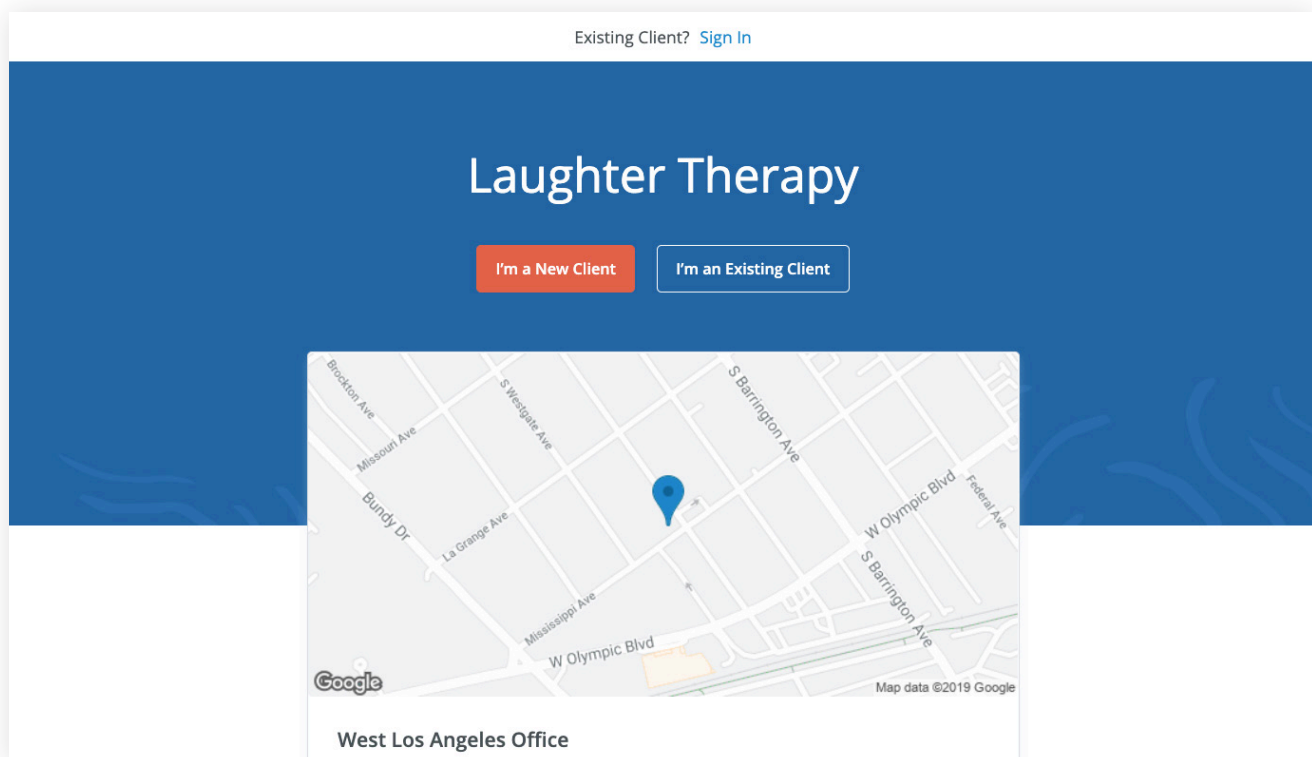 Existing Client? Sign In
Laughter Therapy
I'm a New Client
I'm an Existing Client
Brockton Ave
S Westgate Ave
S Barrington Ave
Missouri Ave
Bundy Dr
La Grange Ave
W Olympic Blvd
Federal Ave
S Barrington Ave
Mississippi Ave
W Olympic Blvd
Google
Map data ©2019 Google
West Los Angeles Office